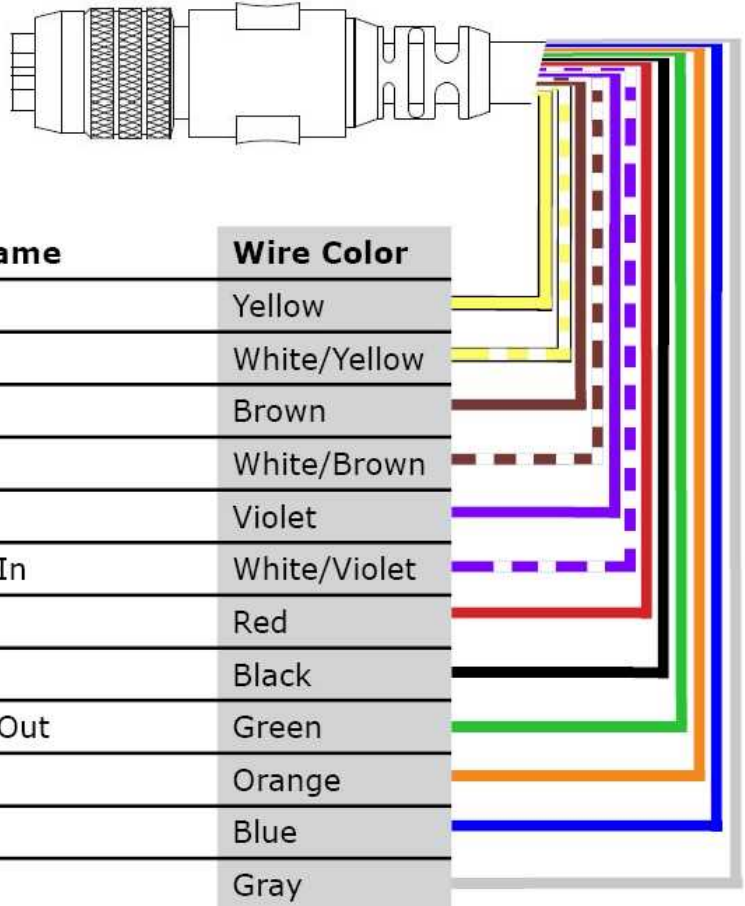 ame Wire Color
Yellow
White/Yellow
Brown
White/Brown
Violet
In White/Violet
Red
Black
Out Green
Orange
Blue
Gray